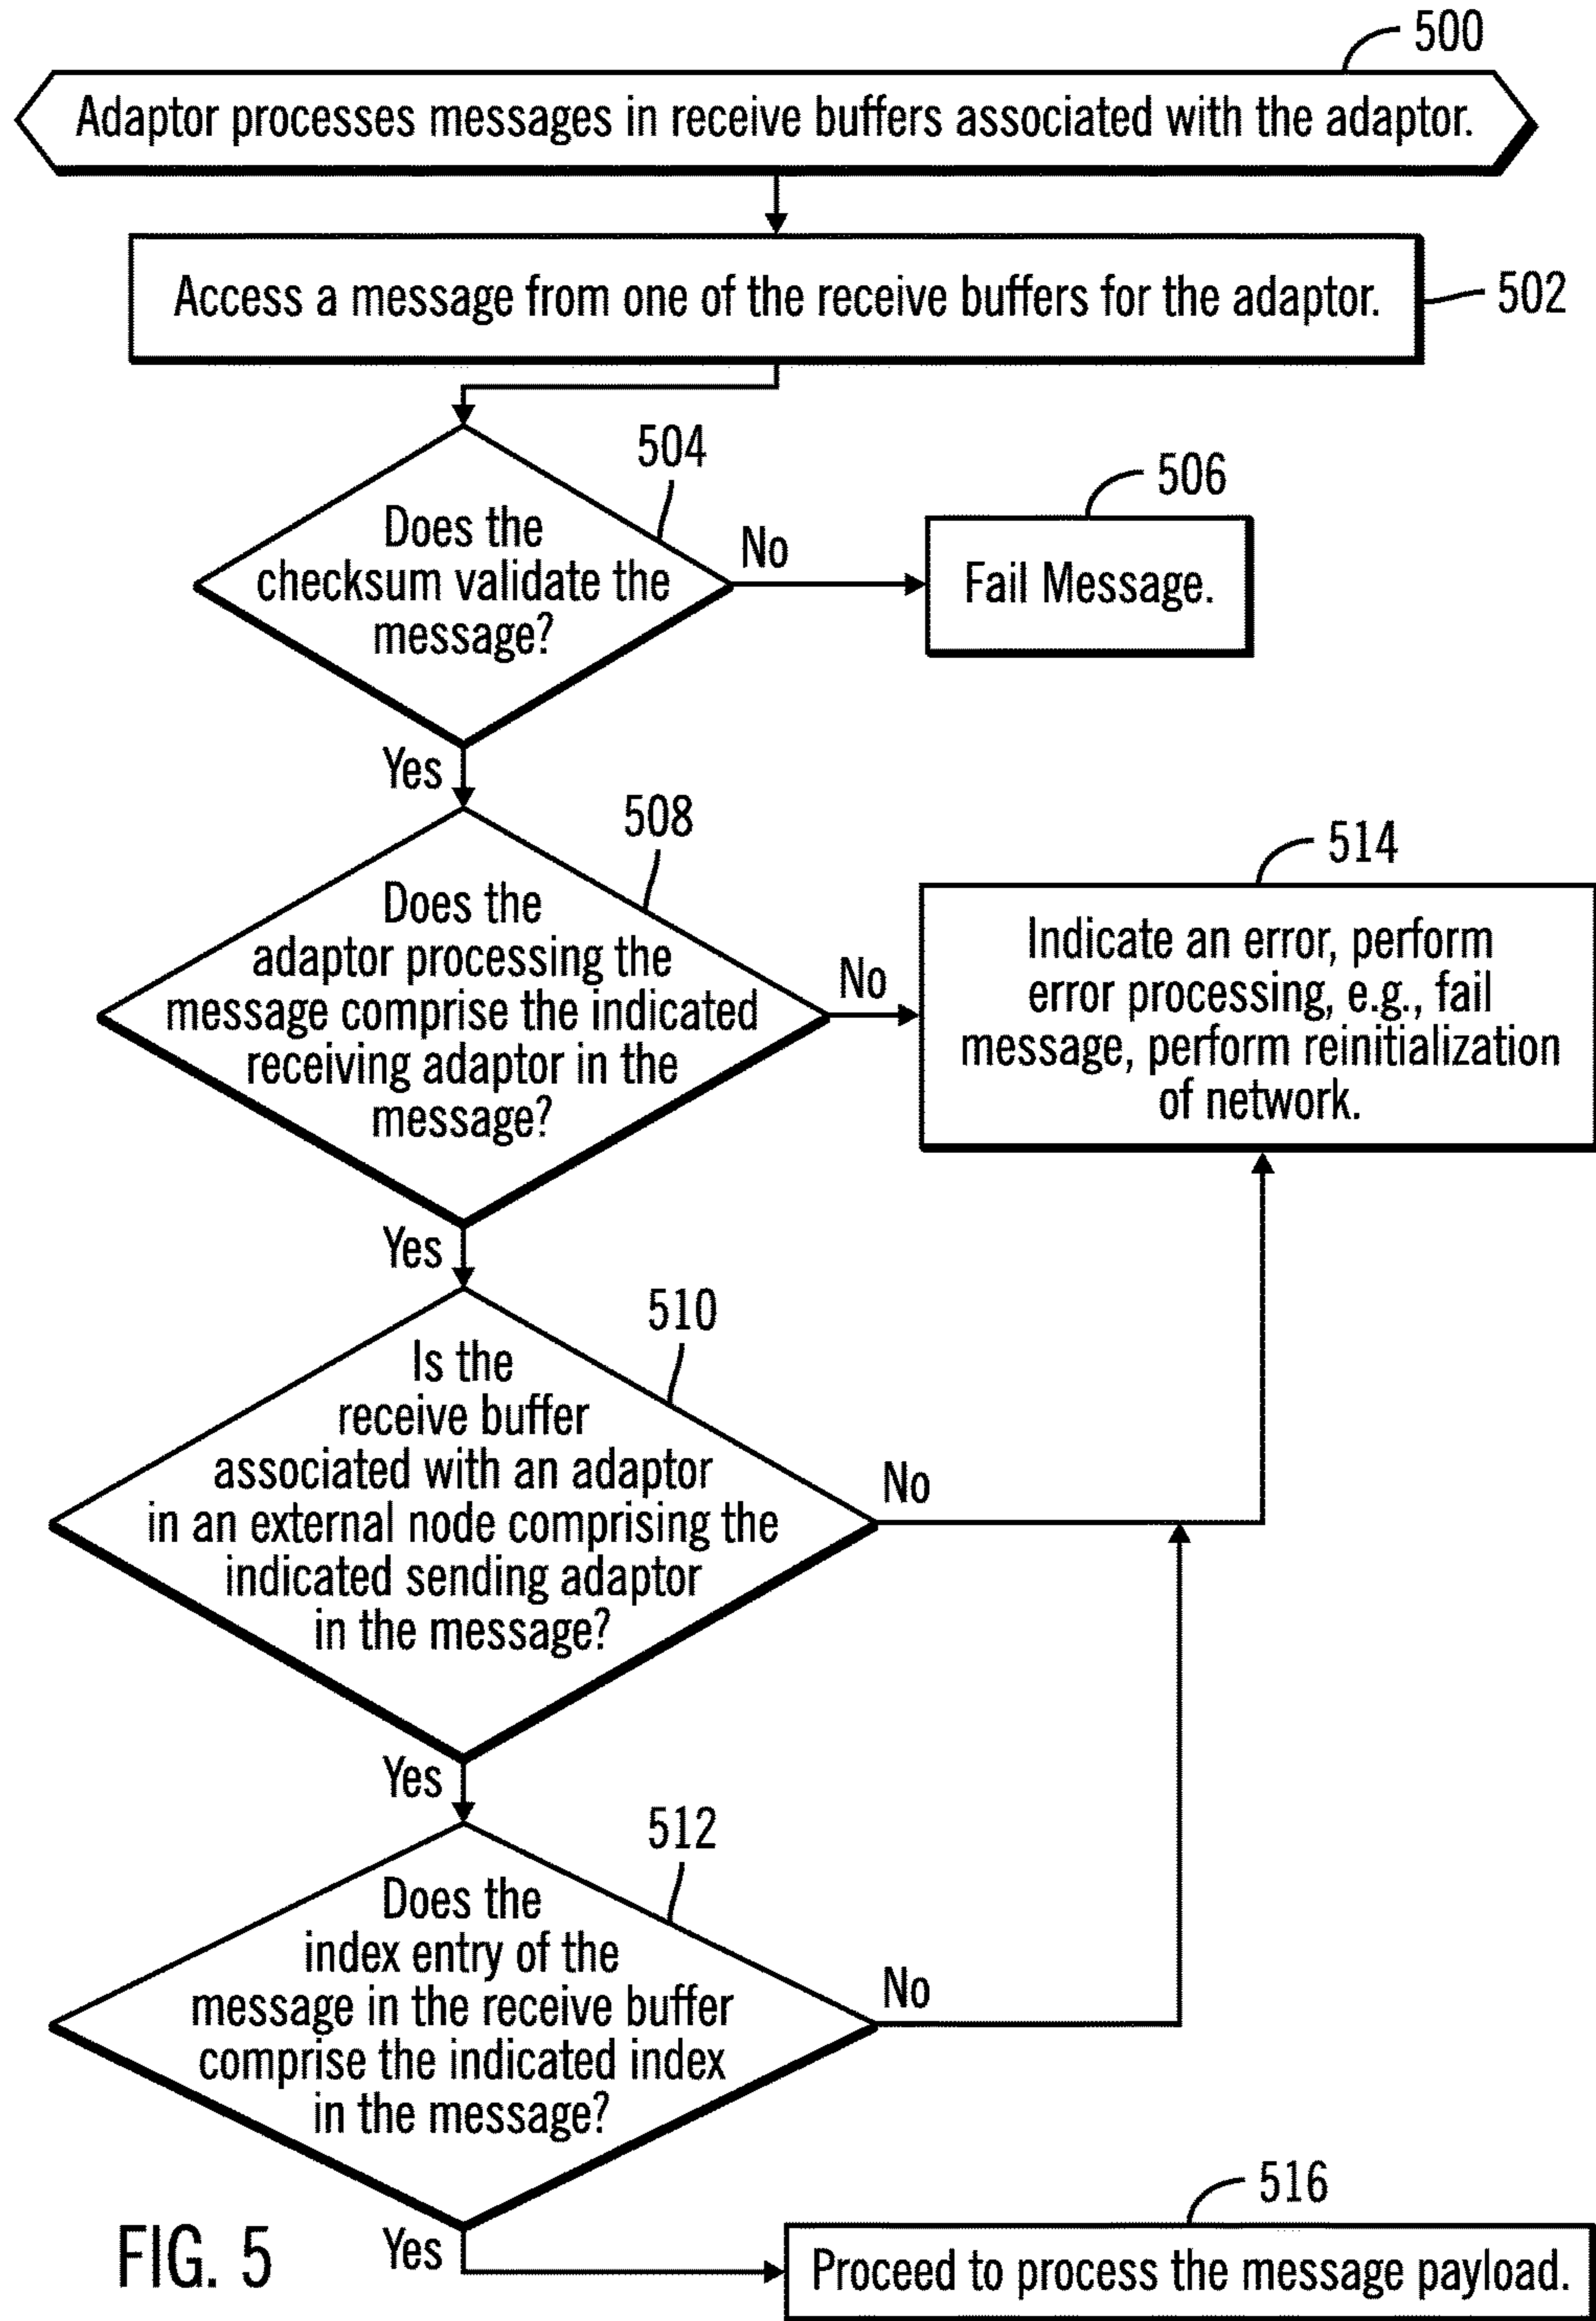 500
Adaptor processes messages in receive buffers associated with the adaptor.
Access a message from one of the receive buffers for the adaptor.
502
504
Does the
checksum validate the
message?
No
506
Fail Message.
Yes
508
Does the
adaptor processing the
message comprise the indicated
receiving adaptor in the
message?
No
514
Indicate an error, perform
error processing, e.g., fail
message, perform reinitialization
of network.
Yes
510
Is the
receive buffer
associated with an adaptor
in an external node comprising the
indicated sending adaptor
in the message?
No
Yes
512
Does the
index entry of the
message in the receive buffer
comprise the indicated index
in the message?
No
Yes
516
Proceed to process the message payload.
FIG. 5